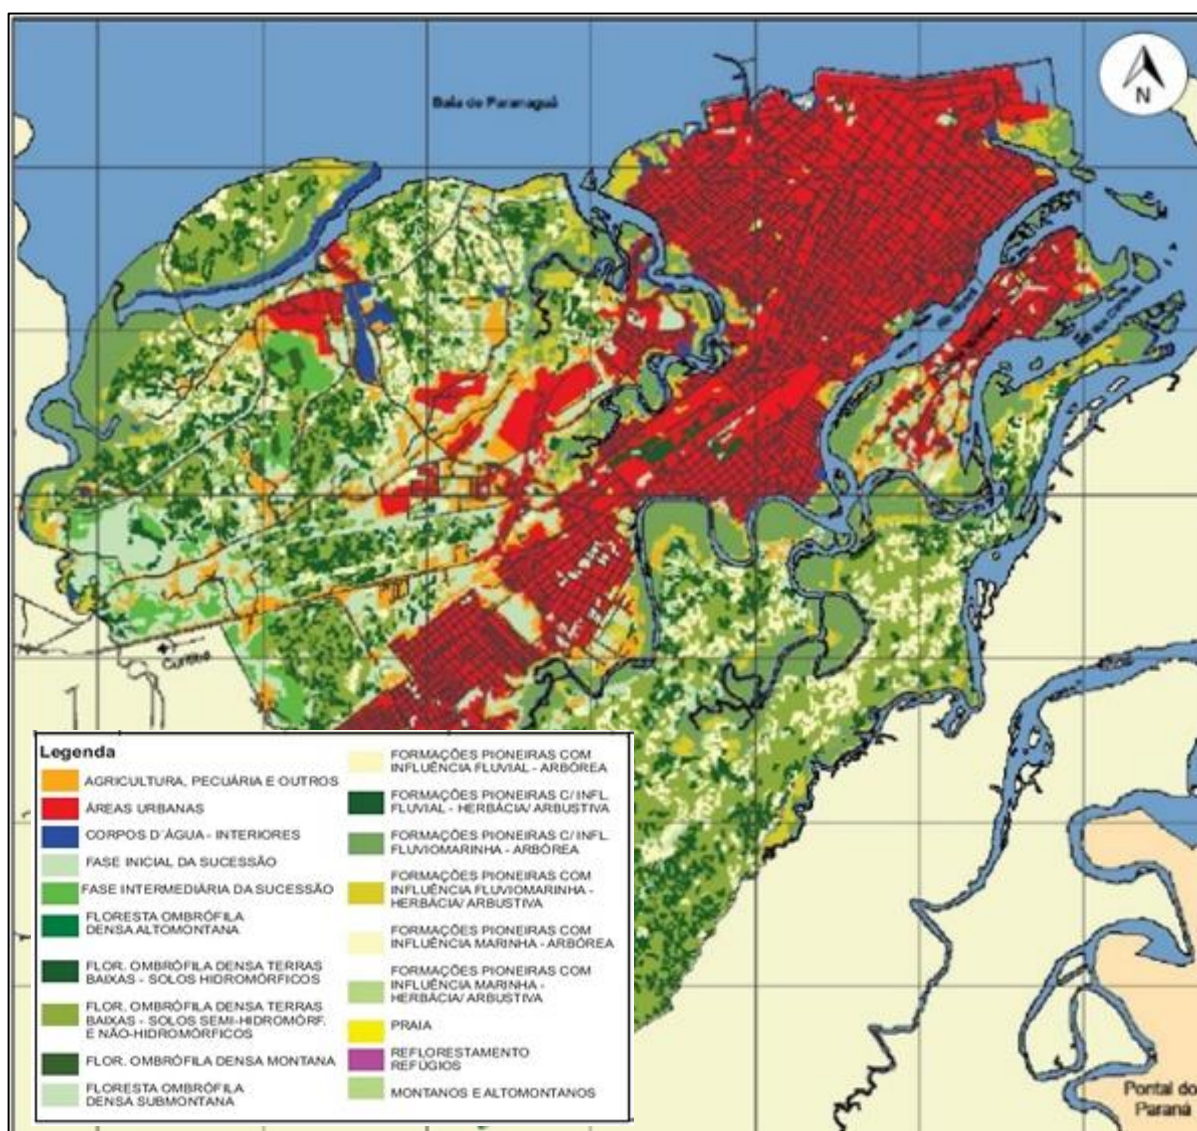 Baía de Paranaguá
N
Curitiba
Legenda
AGRICULTURA, PECUÁRIA E OUTROS
ÁREAS URBANAS
CORPOS D´ÁGUA - INTERIORES
FASE INICIAL DA SUCESSÃO
FASE INTERMEDIÁRIA DA SUCESSÃO
FLORESTA OMBRÓFILA
DENSA ALTOMONTANA
FLOR. OMBRÓFILA DENSA TERRAS
BAIXAS - SOLOS HIDROMÓRFICOS
FLOR. OMBRÓFILA DENSA TERRAS
BAIXAS - SOLOS SEMI-HIDROMÓRF.
E NÃO-HIDROMÓRFICOS
FLOR. OMBRÓFILA DENSA MONTANA
FLORESTA OMBRÓFILA
DENSA SUBMONTANA
FORMAÇÕES PIONEIRAS COM
INFLUÊNCIA FLUVIAL - ARBÓREA
FORMAÇÕES PIONEIRAS C/ INFL.
FLUVIAL - HERBÁCIA/ ARBUSTIVA
FORMAÇÕES PIONEIRAS C/ INFL.
FLUVIOMARINHA - ARBÓREA
FORMAÇÕES PIONEIRAS COM
INFLUÊNCIA FLUVIOMARINHA -
HERBÁCIA/ ARBUSTIVA
FORMAÇÕES PIONEIRAS COM
INFLUÊNCIA MARINHA - ARBÓREA
FORMAÇÕES PIONEIRAS COM
INFLUÊNCIA MARINHA -
HERBÁCIA/ ARBUSTIVA
PRAIA
REFLORESTAMENTO
REFÚGIOS
MONTANOS E ALTOMONTANOS
Pontal do
Paraná